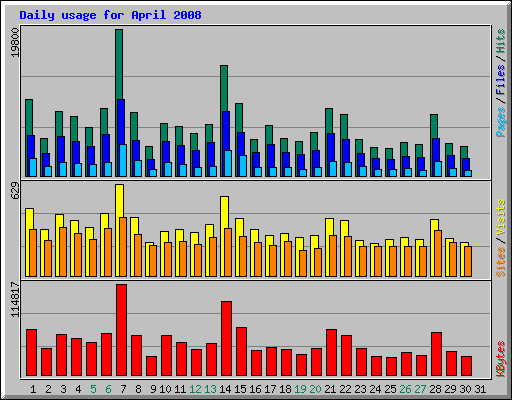 Daily usage for April 2008
19800
Pages / Files / Hits
629
Sites / Visits
114817
KBytes
1 2 3 4 5 6 7 8 9 10 11 12 13 14 15 16 17 18 19 20 21 22 23 24 25 26 27 28 29 30 31